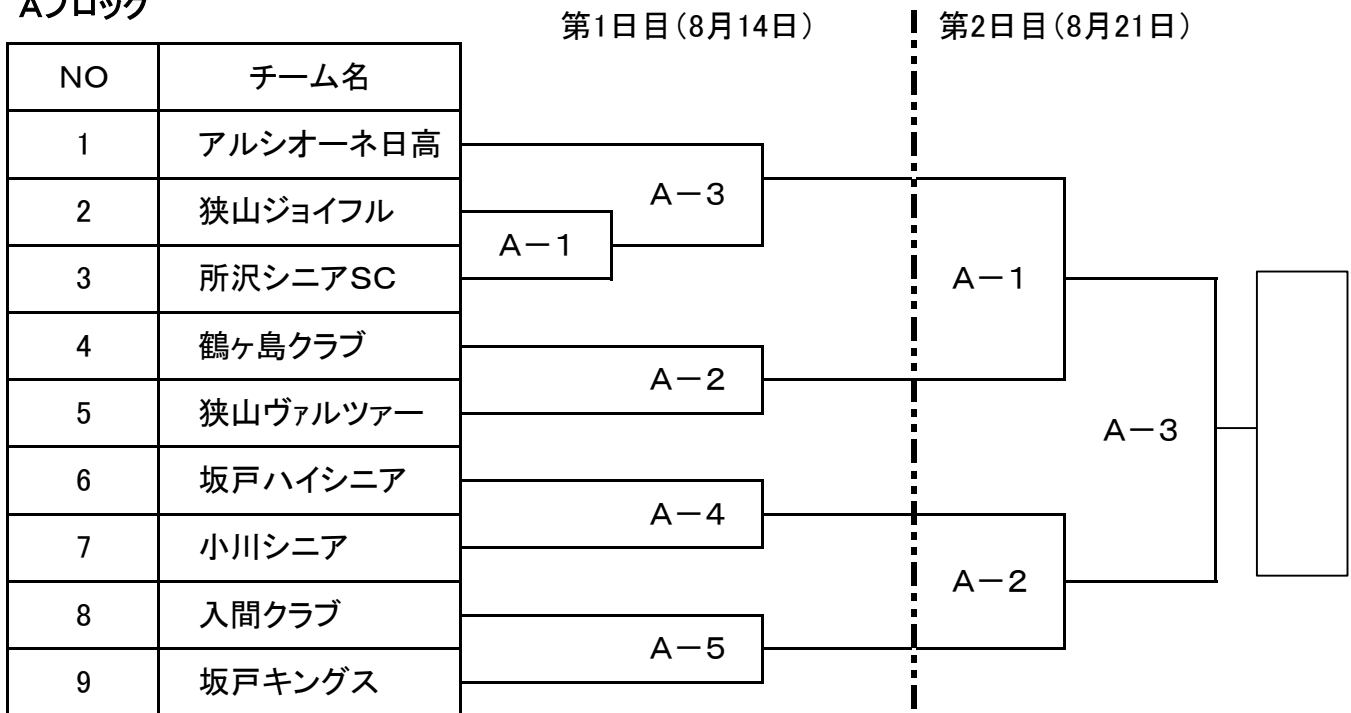 Aブロック
第1日目(8月14日)
第2日目(8月21日)
NO チーム名
1 アルシオーネ日高
2 狭山ジョイフル
3 所沢シニアSC
4 鶴ヶ島クラブ
5 狭山ヴァルツァー
6 坂戸ハイシニア
7 小川シニア
8 入間クラブ
9 坂戸キングス
A-3
A-1
A-2
A-4
A-5
A-1
A-2
A-3